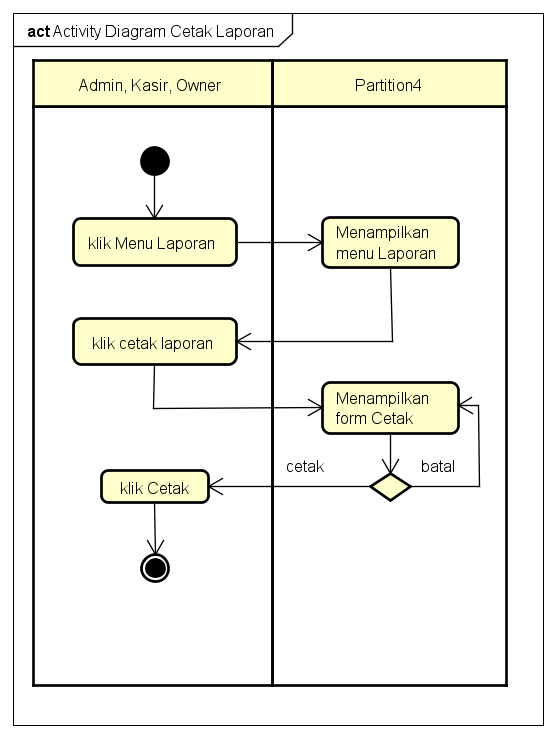 act Activity Diagram Cetak Laporan
Admin, Kasir, Owner
Partition4
klik Menu Laporan
Menampilkan
menu Laporan
klik cetak laporan
Menampilkan
form Cetak
cetak
batal
klik Cetak